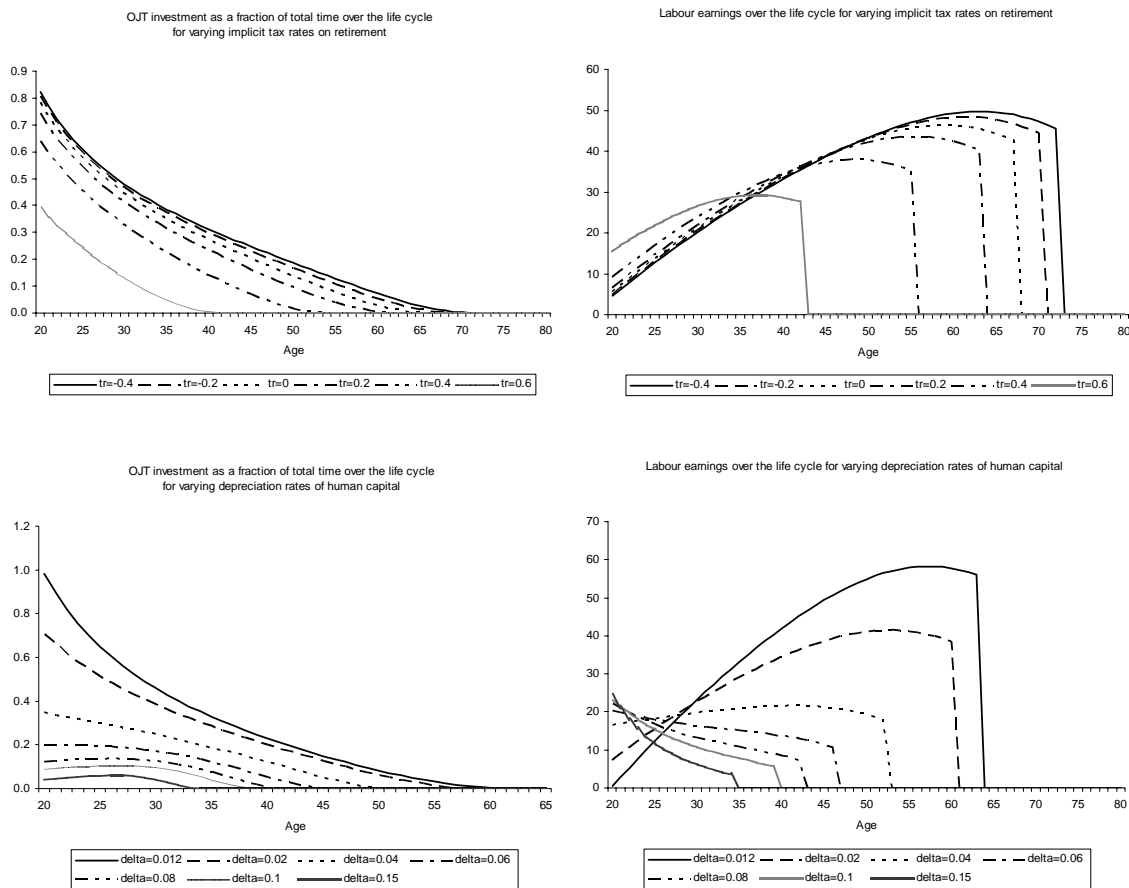 OJT investment as a fraction of total time over the life cycle
for varying implicit tax rates on retirement
0.9
0.8
0.7
0.6
0.5
0.4
0.3
0.2
0.1
0.0
20 25 30 35 40 45 50 55 60 65 70 75 80
Age
tr=-0.4 tr=-0.2 tr=0 tr=0.2 tr=0.4 tr=0.6
Labour earnings over the life cycle for varying implicit tax rates on retirement
60
50
40
30
20
10
0
20 25 30 35 40 45 50 55 60 65 70 75 80
Age
tr=-0.4 tr=-0.2 tr=0 tr=0.2 tr=0.4 tr=0.6
OJT investment as a fraction of total time over the life cycle
for varying depreciation rates of human capital
1.2
1.0
0.8
0.6
0.4
0.2
0.0
20 25 30 35 40 45 50 55 60 65
Age
delta=0.012 delta=0.02 delta=0.04 delta=0.06
delta=0.08 delta=0.1 delta=0.15
Labour earnings over the life cycle for varying depreciation rates of human capital
70
60
50
40
30
20
10
0
20 25 30 35 40 45 50 55 60 65 70 75 80
Age
delta=0.012 delta=0.02 delta=0.04 delta=0.06
delta=0.08 delta=0.1 delta=0.15